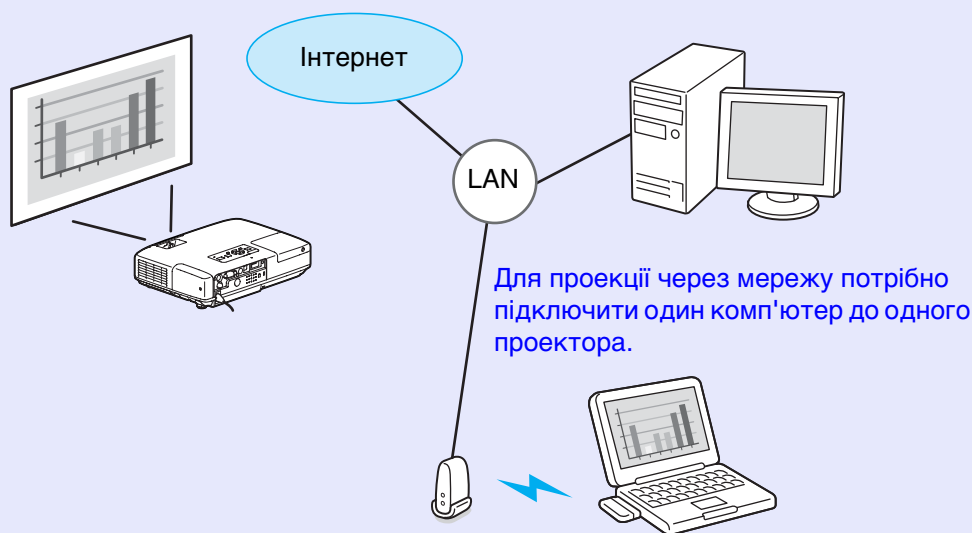 Інтернет
LAN
Для проекції через мережу потрібно
підключити один комп'ютер до одного
проектора.